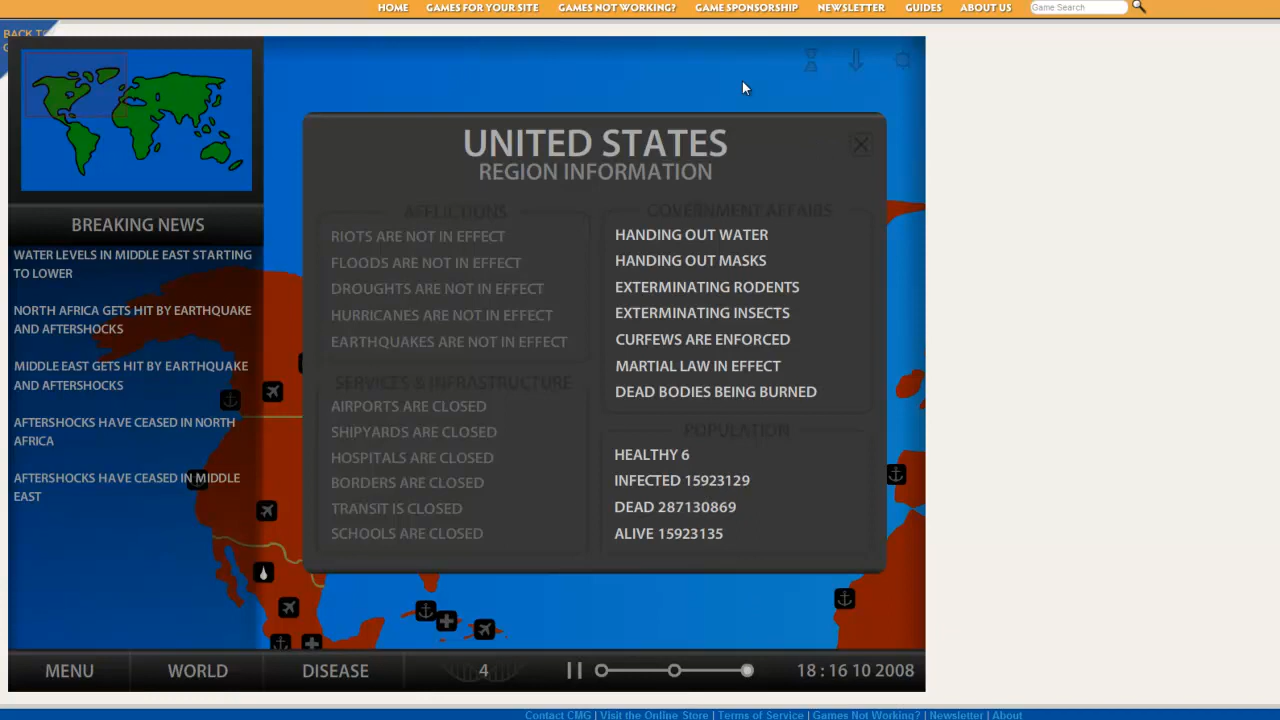 HOME GAMES FOR YOUR SITE GAMES NOT WORKING? GAME SPONSORSHIP NEWSLETTER GUIDES ABOUT US Game Search
BACK T
UNITED STATES
REGION INFORMATION
BREAKING NEWS
WATER LEVELS IN MIDDLE EAST STARTING
TO LOWER
NORTH AFRICA GETS HIT BY EARTHQUAKE
AND AFTERSHOCKS
MIDDLE EAST GETS HIT BY EARTHQUAKE
AND AFTERSHOCKS
AFTERSHOCKS HAVE CEASED IN NORTH
AFRICA
AFTERSHOCKS HAVE CEASED IN MIDDLE
EAST
AFFLICTIONS
RIOTS ARE NOT IN EFFECT
FLOODS ARE NOT IN EFFECT
DROUGHTS ARE NOT IN EFFECT
HURRICANES ARE NOT IN EFFECT
EARTHQUAKES ARE NOT IN EFFECT
SERVICES & INFRASTRUCTURE
AIRPORTS ARE CLOSED
SHIPYARDS ARE CLOSED
HOSPITALS ARE CLOSED
BORDERS ARE CLOSED
TRANSIT IS CLOSED
SCHOOLS ARE CLOSED
GOVERNMENT AFFAIRS
HANDING OUT WATER
HANDING OUT MASKS
EXTERMINATING RODENTS
EXTERMINATING INSECTS
CURFEWS ARE ENFORCED
MARTIAL LAW IN EFFECT
DEAD BODIES BEING BURNED
POPULATION
HEALTHY 6
INFECTED 15923129
DEAD 287130869
ALIVE 15923135
MENU WORLD DISEASE 4 18 : 16 10 2008
Contact CMG | Visit the Online Store | Terms of Service | Games Not Working? | Newsletter | About